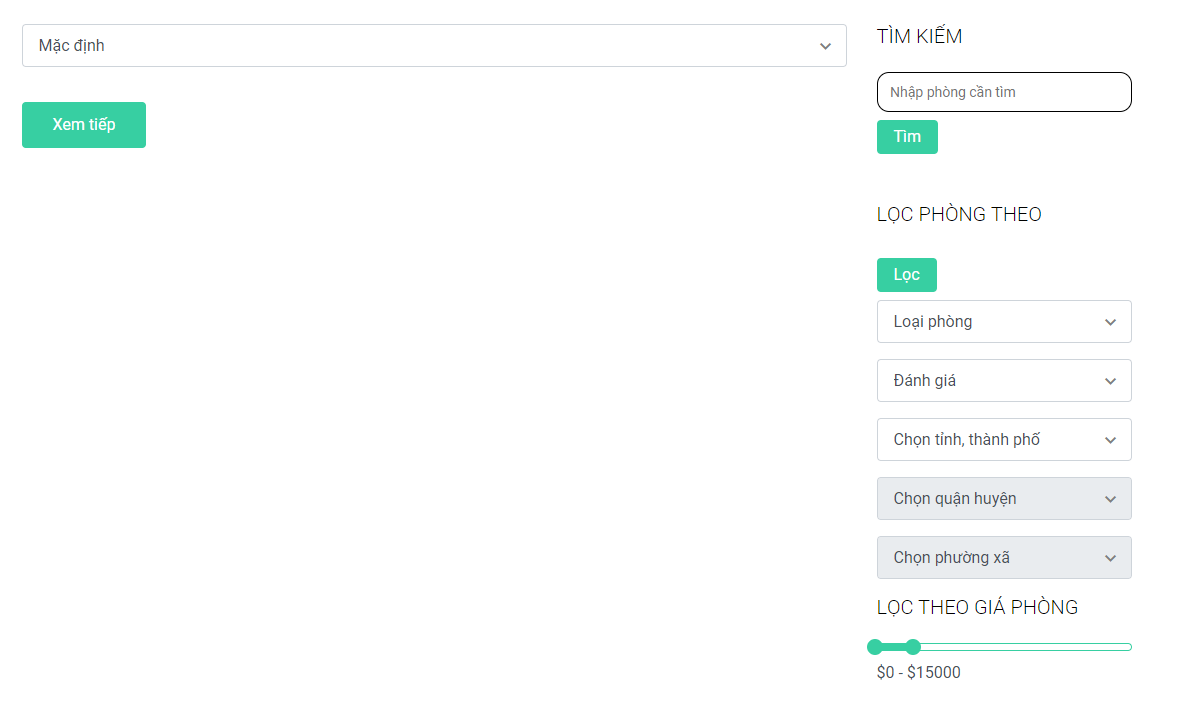 Mặc định
Xem tiếp
TÌM KIẾM
Nhập phòng cần tìm
Tìm
LỌC PHÒNG THEO
Lọc
Loại phòng
Đánh giá
Chọn tỉnh, thành phố
Chọn quận huyện
Chọn phường xã
LỌC THEO GIÁ PHÒNG
$0 - $15000